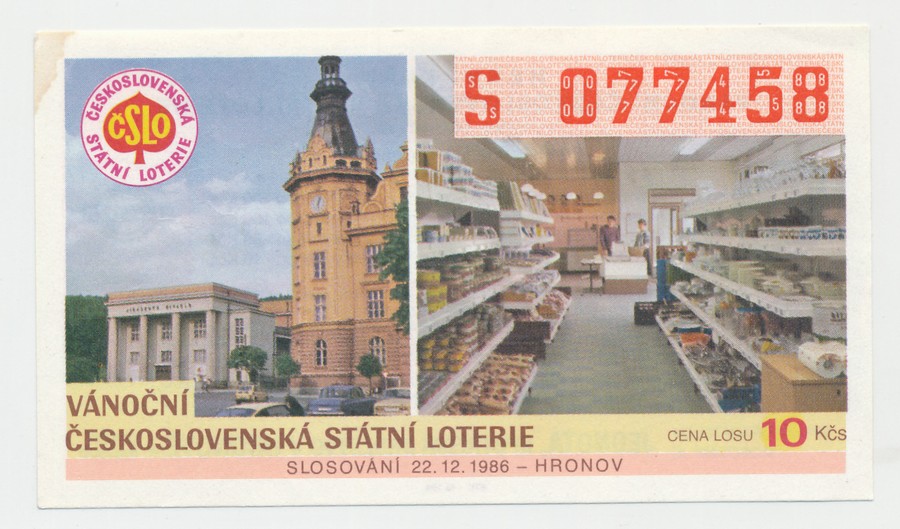 ČESKOSLOVENSKÁ
ČSLO
STÁTNÍ LOTERIE
S 077458
VÁNOČNÍ
ČESKOSLOVENSKÁ STÁTNÍ LOTERIE
CENA LOSU 10 Kčs
SLOSOVÁNÍ 22.12.1986 – HRONOV